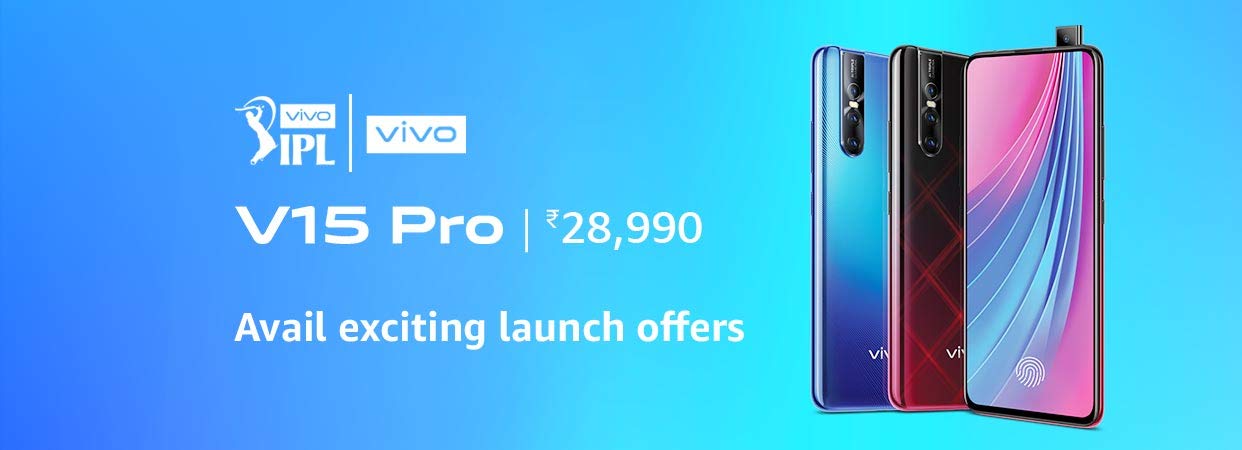 vivo
IPL
vivo
V15 Pro | ₹28,990
Avail exciting launch offers